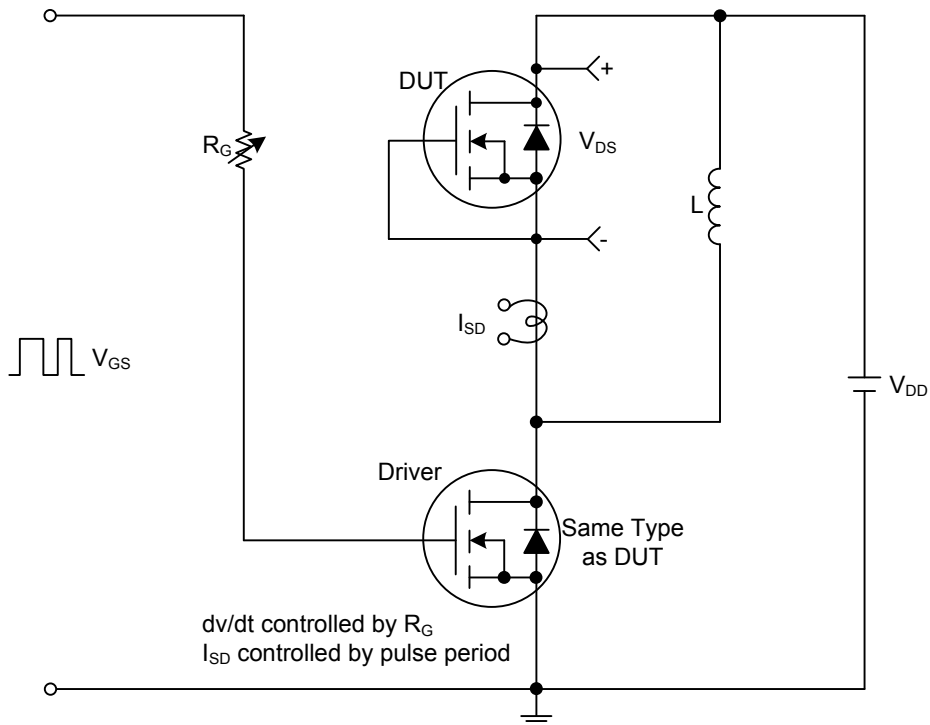 DUT
+
R_G
V_DS
L
-
I_SD
V_GS
V_DD
Driver
Same Type
as DUT
dv/dt controlled by R_G
I_SD controlled by pulse period